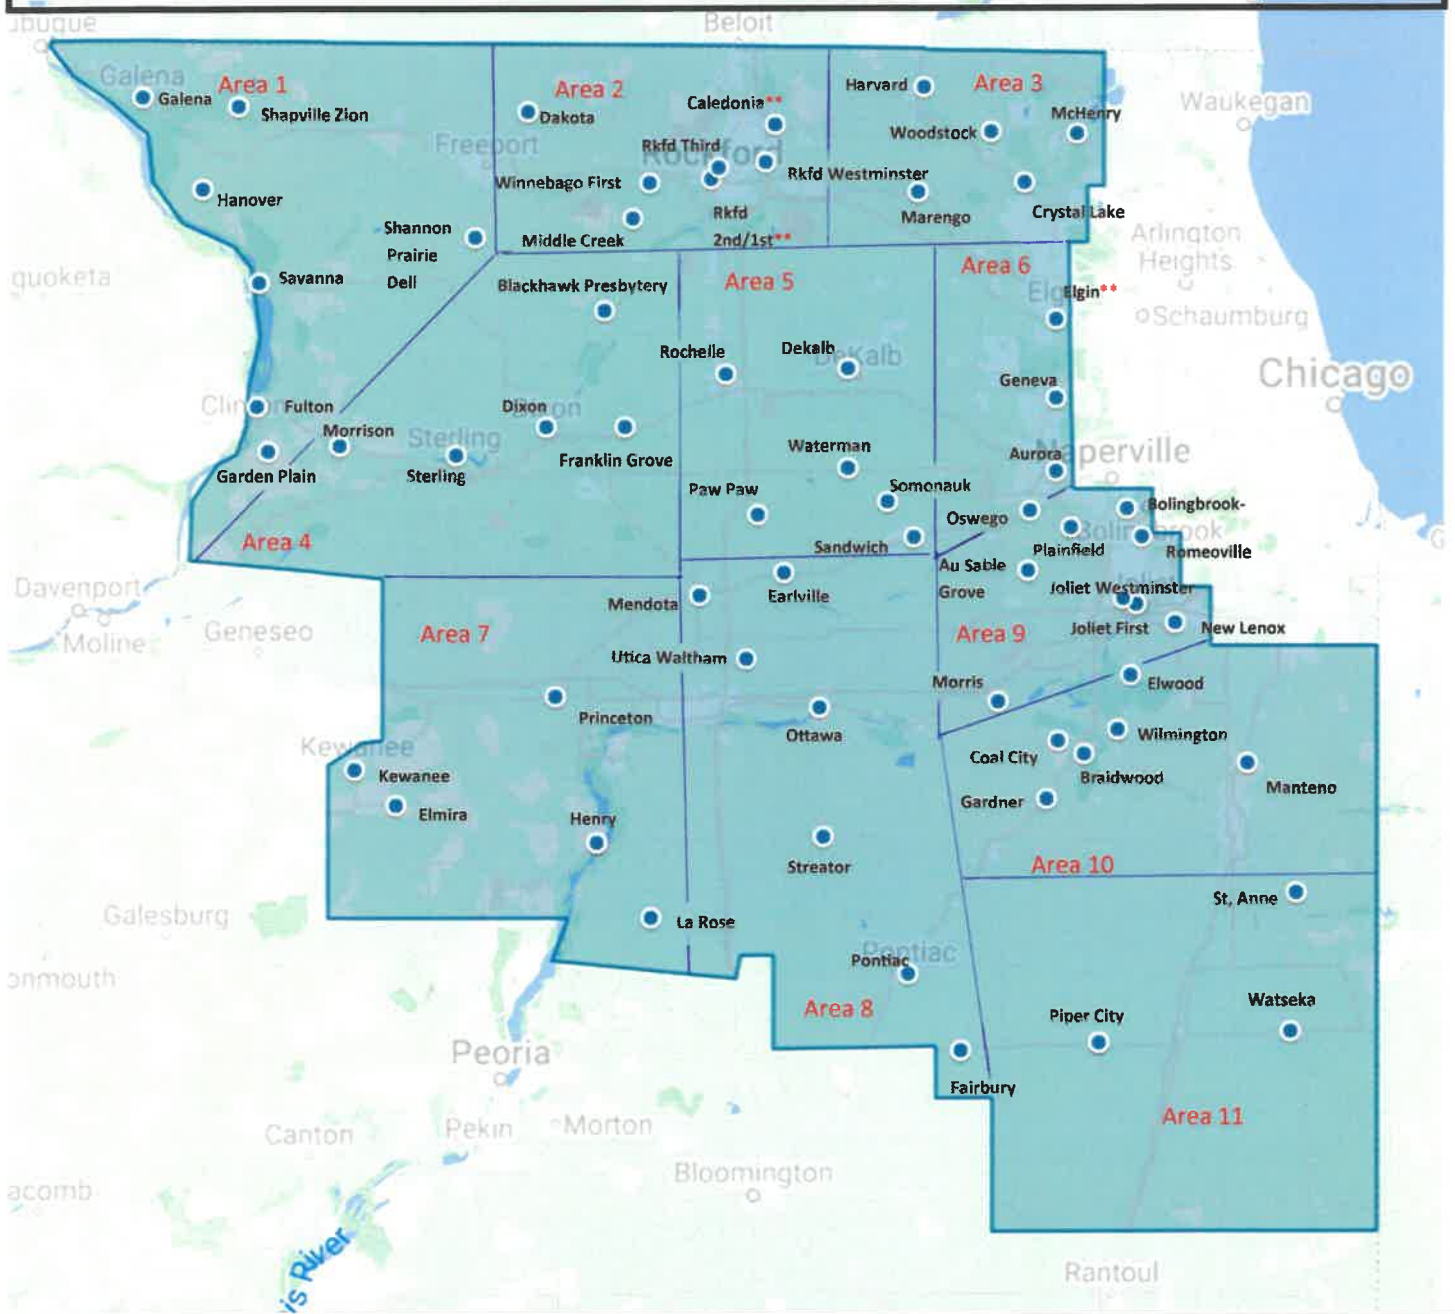 Beloit
Galena
Area 1
Galena
Shapville Zion
Freeport
Hanover
Shannon
Prairie
Dell
Savanna
Area 2
Dakota
Caledonia**
Rkfd Third
Rockford
Winnebago First
Rkfd Westminster
Middle Creek
Rkfd
2nd/1st**
Harvard
Area 3
Woodstock
McHenry
Marengo
Crystal Lake
Waukegan
Arlington
Heights
Schaumburg
Chicago
quoketa
Blackhawk Presbytery
Area 5
Area 6
Elgin**
Rochelle
Dekalb
DeKalb
Geneva
Fulton
Morrison
Dixon
Dixon
Sterling
Sterling
Franklin Grove
Garden Plain
Waterman
Aurora
Naperville
Paw Paw
Somonauk
Oswego
Bolingbrook-
Bolingbrook
Romeoville
Plainfield
Sandwich
Area 4
Au Sable
Grove
Davenport
Moline
Geneseo
Mendota
Earlville
Joliet Westminster
Joliet First
New Lenox
Area 7
Area 9
Utica Waltham
Morris
Elwood
Princeton
Ottawa
Kewanee
Kewanee
Elmira
Henry
Coal City
Wilmington
Braidwood
Manteno
Gardner
Streator
Area 10
St, Anne
Galesburg
La Rose
Pontiac
Pontiac
onmouth
Area 8
Piper City
Watseka
Peoria
Fairbury
Area 11
Canton
Pekin
Morton
Bloomington
acomb
is River
Rantoul